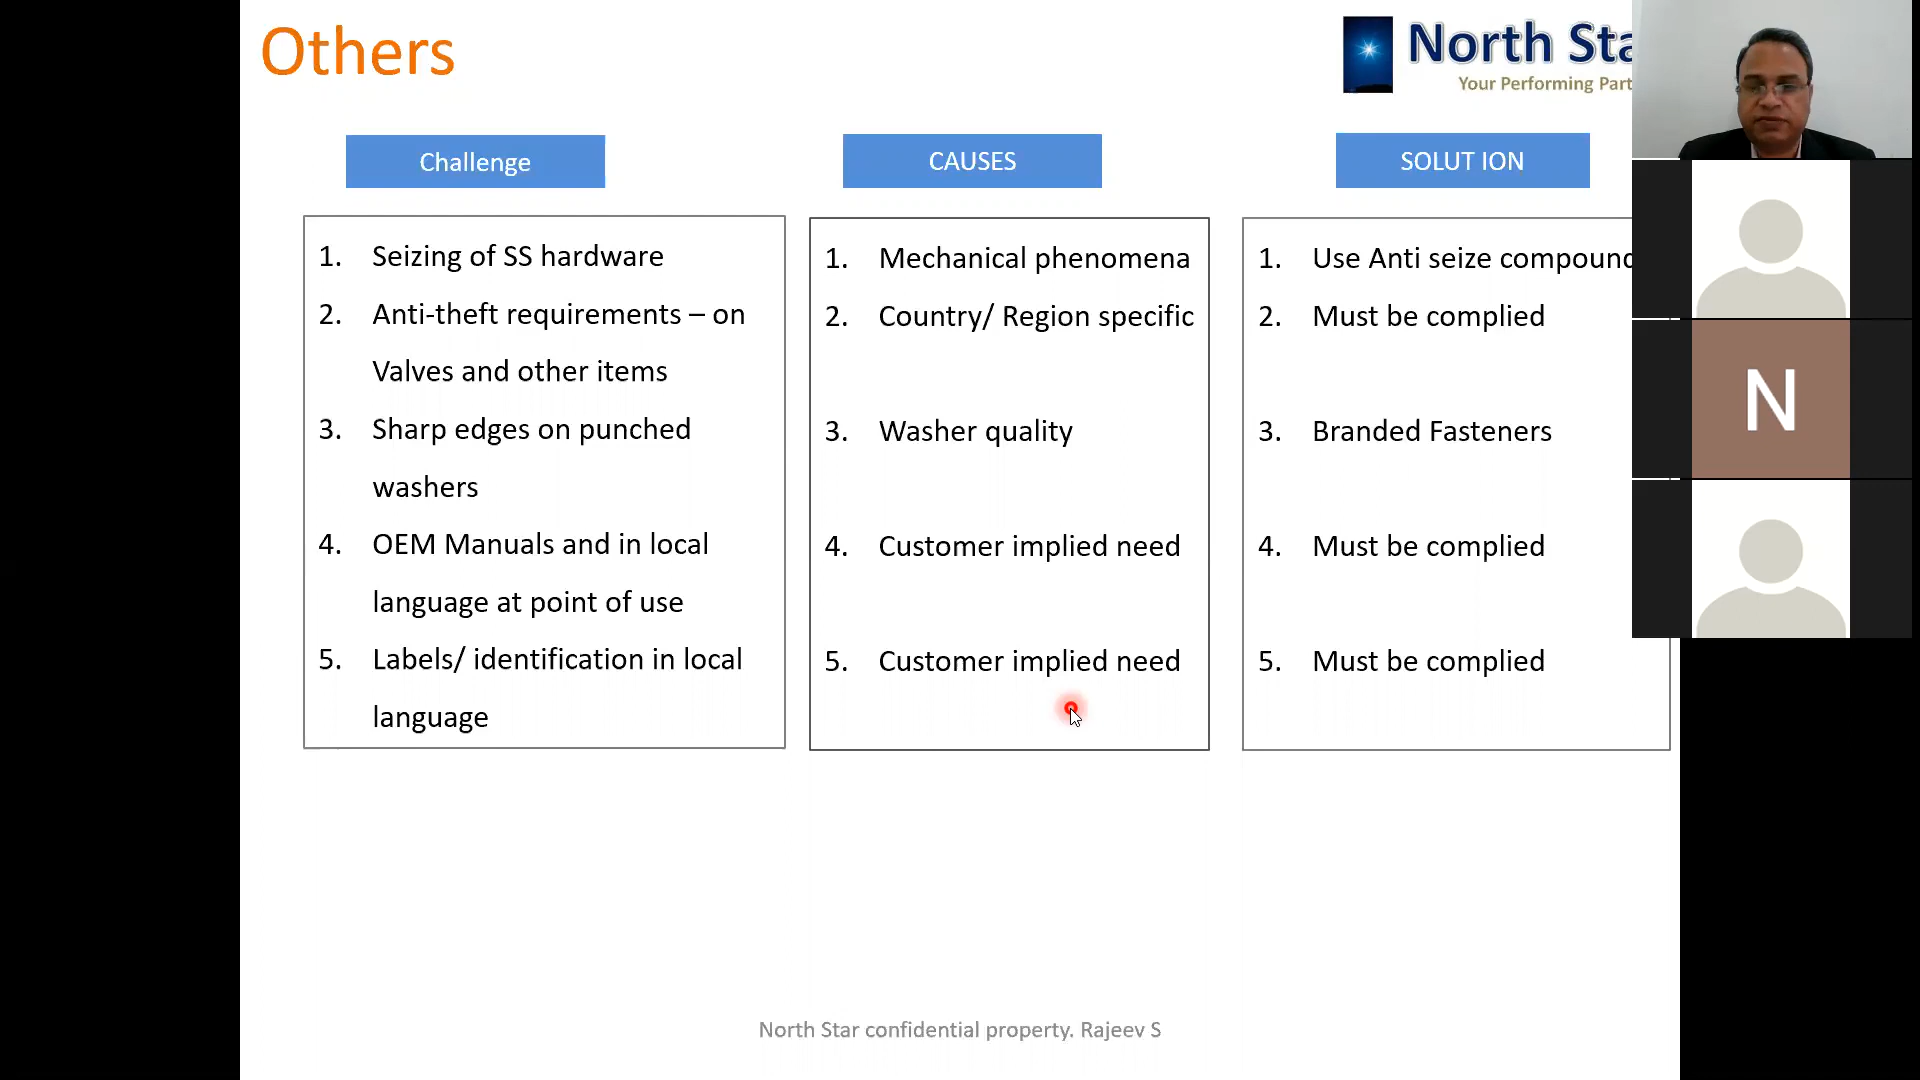 Others
North Sta
Your Performing Part
Challenge
CAUSES
SOLUT ION
1. Seizing of SS hardware
2. Anti-theft requirements – on
Valves and other items
3. Sharp edges on punched
washers
4. OEM Manuals and in local
language at point of use
5. Labels/ identification in local
language
1. Mechanical phenomena
2. Country/ Region specific
3. Washer quality
4. Customer implied need
5. Customer implied need
1. Use Anti seize compound
2. Must be complied
3. Branded Fasteners
4. Must be complied
5. Must be complied
N
North Star confidential property. Rajeev S